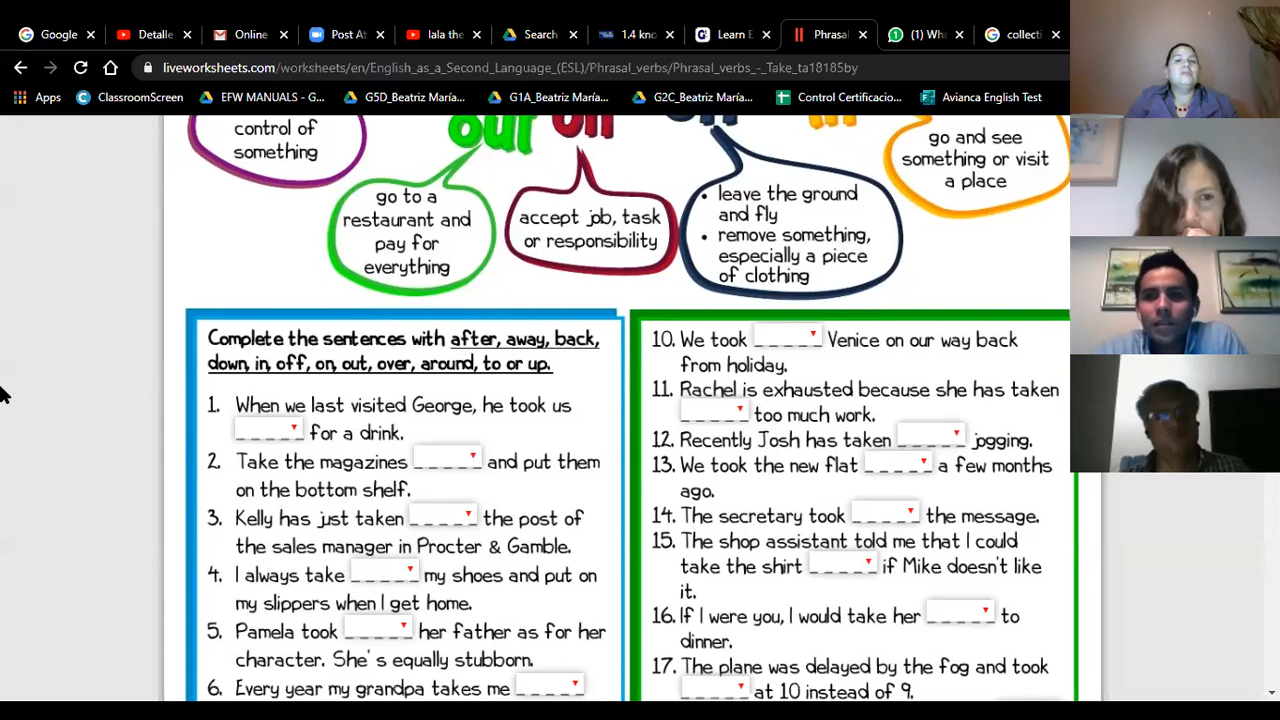 Google
Detalle
Online
Post At
lala the
Search
1.4 kno
Learn E
Phrasal
(1) Wha
collecti
liveworksheets.com/worksheets/en/English_as_a_Second_Language_(ESL)/Phrasal_verbs/Phrasal_verbs_-_Take_ta18185by
Apps
ClassroomScreen
EFW MANUALS - G...
G5D_Beatriz María...
G1A_Beatriz María...
G2C_Beatriz María...
Control Certificacio...
Avianca English Test
control of
something
out
on
go to a
restaurant and
pay for
everything
accept job, task
or responsibility
• leave the ground
and fly
• remove something,
especially a piece
of clothing
in
go and see
something or visit
a place
Complete the sentences with after, away, back,
down, in, off, on, out, over, around, to or up.
1. When we last visited George, he took us
_ _ _ _ _ for a drink.
2. Take the magazines _ _ _ _ _ and put them
on the bottom shelf.
3. Kelly has just taken _ _ _ _ _ the post of
the sales manager in Procter & Gamble.
4. I always take _ _ _ _ _ my shoes and put on
my slippers when I get home.
5. Pamela took _ _ _ _ _ her father as for her
character. She's equally stubborn.
6. Every year my grandpa takes me _ _ _ _ _
10. We took _ _ _ _ _ Venice on our way back
from holiday.
11. Rachel is exhausted because she has taken
_ _ _ _ _ too much work.
12. Recently Josh has taken _ _ _ _ _ jogging.
13. We took the new flat _ _ _ _ _ a few months
ago.
14. The secretary took _ _ _ _ _ the message.
15. The shop assistant told me that I could
take the shirt _ _ _ _ _ if Mike doesn't like
it.
16. If I were you, I would take her _ _ _ _ _ to
dinner.
17. The plane was delayed by the fog and took
_ _ _ _ _ at 10 instead of 9.